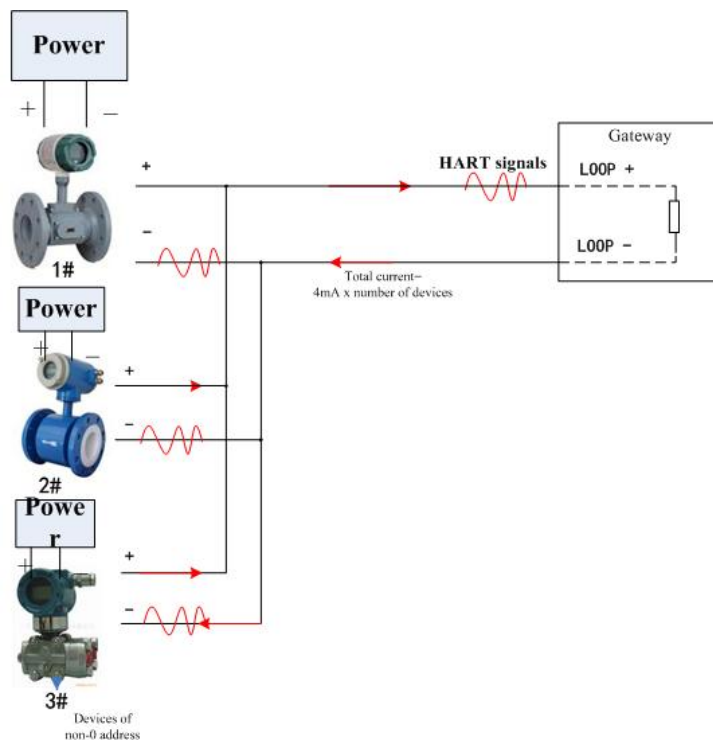 Power
+ −
Gateway
+
HART signals
LOOP +
−
LOOP −
1#
Total current=
4mA x number of devices
Power
+ −
+
−
2#
Powe
r
+
+
−
3#
Devices of
non-0 address